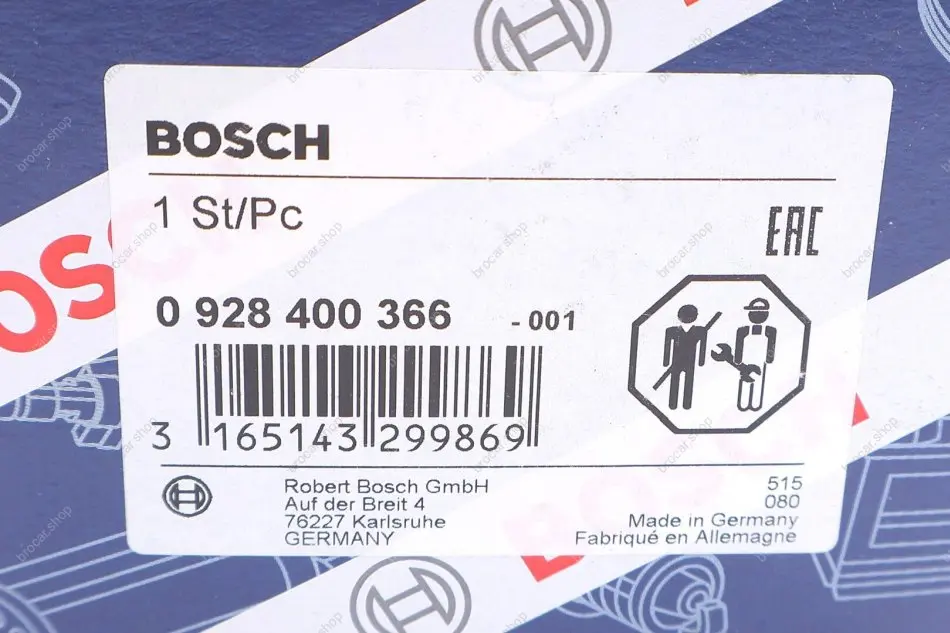 BOSCH
1 St/Pc
EAC
0 928 400 366 - 001
3 165143 299869
Robert Bosch GmbH
Auf der Breit 4
76227 Karlsruhe
GERMANY
515
080
Made in Germany
Fabriqué en Allemagne
OSC
brocar.shop